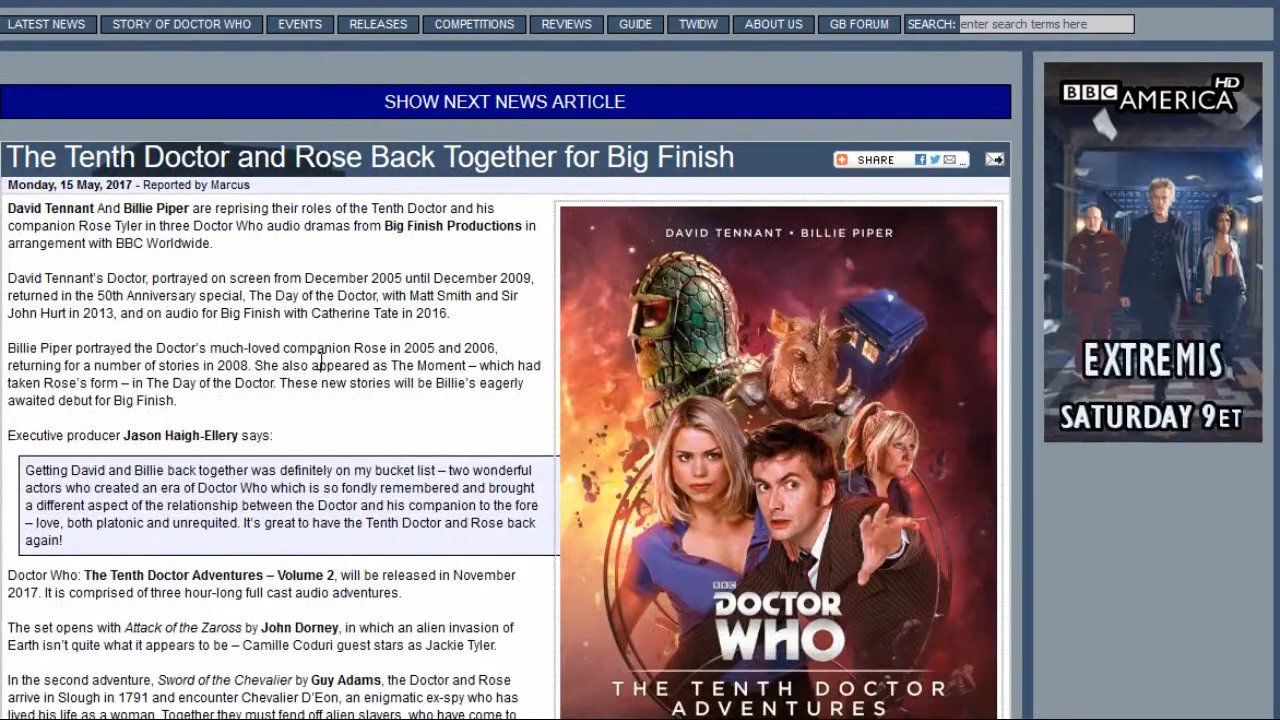 LATEST NEWS
STORY OF DOCTOR WHO
EVENTS
RELEASES
COMPETITIONS
REVIEWS
GUIDE
TWIDW
ABOUT US
GB FORUM
SEARCH: enter search terms here
SHOW NEXT NEWS ARTICLE
The Tenth Doctor and Rose Back Together for Big Finish
SHARE
Monday, 15 May, 2017 - Reported by Marcus
David Tennant And Billie Piper are reprising their roles of the Tenth Doctor and his
companion Rose Tyler in three Doctor Who audio dramas from Big Finish Productions in
arrangement with BBC Worldwide.
David Tennant's Doctor, portrayed on screen from December 2005 until December 2009,
returned in the 50th Anniversary special, The Day of the Doctor, with Matt Smith and Sir
John Hurt in 2013, and on audio for Big Finish with Catherine Tate in 2016.
Billie Piper portrayed the Doctor's much-loved companion Rose in 2005 and 2006,
returning for a number of stories in 2008. She also appeared as The Moment – which had
taken Rose's form – in The Day of the Doctor. These new stories will be Billie's eagerly
awaited debut for Big Finish.
Executive producer Jason Haigh-Ellery says:
Getting David and Billie back together was definitely on my bucket list – two wonderful
actors who created an era of Doctor Who which is so fondly remembered and brought
a different aspect of the relationship between the Doctor and his companion to the fore
– love, both platonic and unrequited. It's great to have the Tenth Doctor and Rose back
again!
Doctor Who: The Tenth Doctor Adventures – Volume 2, will be released in November
2017. It is comprised of three hour-long full cast audio adventures.
The set opens with Attack of the Zaross by John Dorney, in which an alien invasion of
Earth isn't quite what it appears to be – Camille Coduri guest stars as Jackie Tyler.
In the second adventure, Sword of the Chevalier by Guy Adams, the Doctor and Rose
arrive in Slough in 1791 and encounter Chevalier D'Eon, an enigmatic ex-spy who has
lived his life as a woman. Together they must fend off alien slavers, who have come to
DAVID TENNANT • BILLIE PIPER
BBC
DOCTOR
WHO
THE TENTH DOCTOR
ADVENTURES
BBC AMERICA HD
EXTREMIS
SATURDAY 9ET